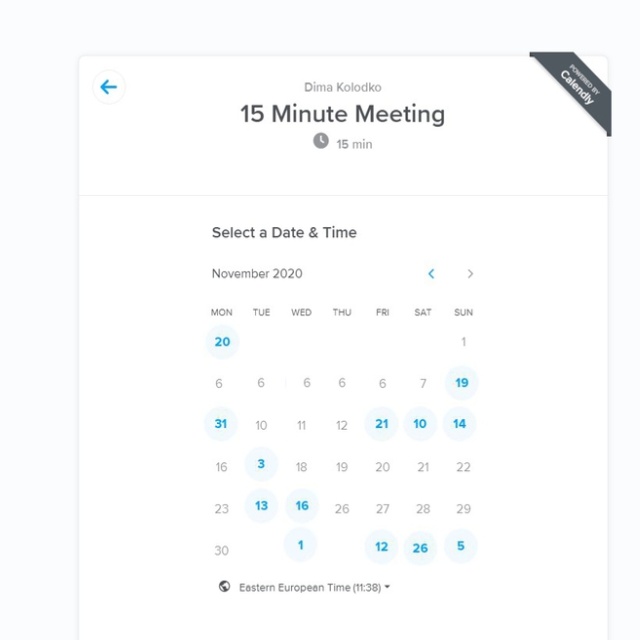 POWERED BY
Calendly
Dima Kolodko
15 Minute Meeting
15 min
Select a Date & Time
November 2020
MON TUE WED THU FRI SAT SUN
20 1
6 6 6 6 6 7 19
31 10 11 12 21 10 14
16 3 18 19 20 21 22
23 13 16 26 27 28 29
30 1 12 26 5
Eastern European Time (11:38)